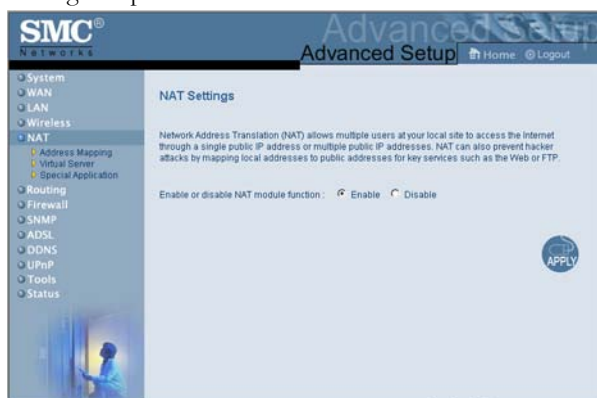 SMC®
Networks
Advanced Setup
Advanced Setup
Home
Logout
System
WAN
LAN
Wireless
NAT
Address Mapping
Virtual Server
Special Application
Routing
Firewall
SNMP
ADSL
DDNS
UPnP
Tools
Status
NAT Settings
Network Address Translation (NAT) allows multiple users at your local site to access the Internet
through a single public IP address or multiple public IP addresses. NAT can also prevent hacker
attacks by mapping local addresses to public addresses for key services such as the Web or FTP.
Enable or disable NAT module function : Enable Disable
APPLY